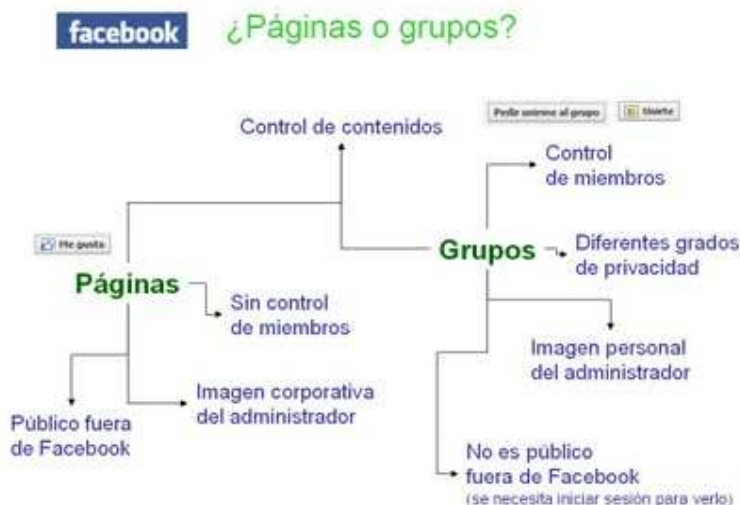 facebook
¿Páginas o grupos?
Pedir unirme al grupo
Unirte
Control de contenidos
Control
de miembros
Me gusta
Grupos
Diferentes grados
de privacidad
Páginas
Sin control
de miembros
Imagen personal
del administrador
Imagen corporativa
del administrador
Público fuera
de Facebook
No es público
fuera de Facebook
(se necesita iniciar sesión para verlo)